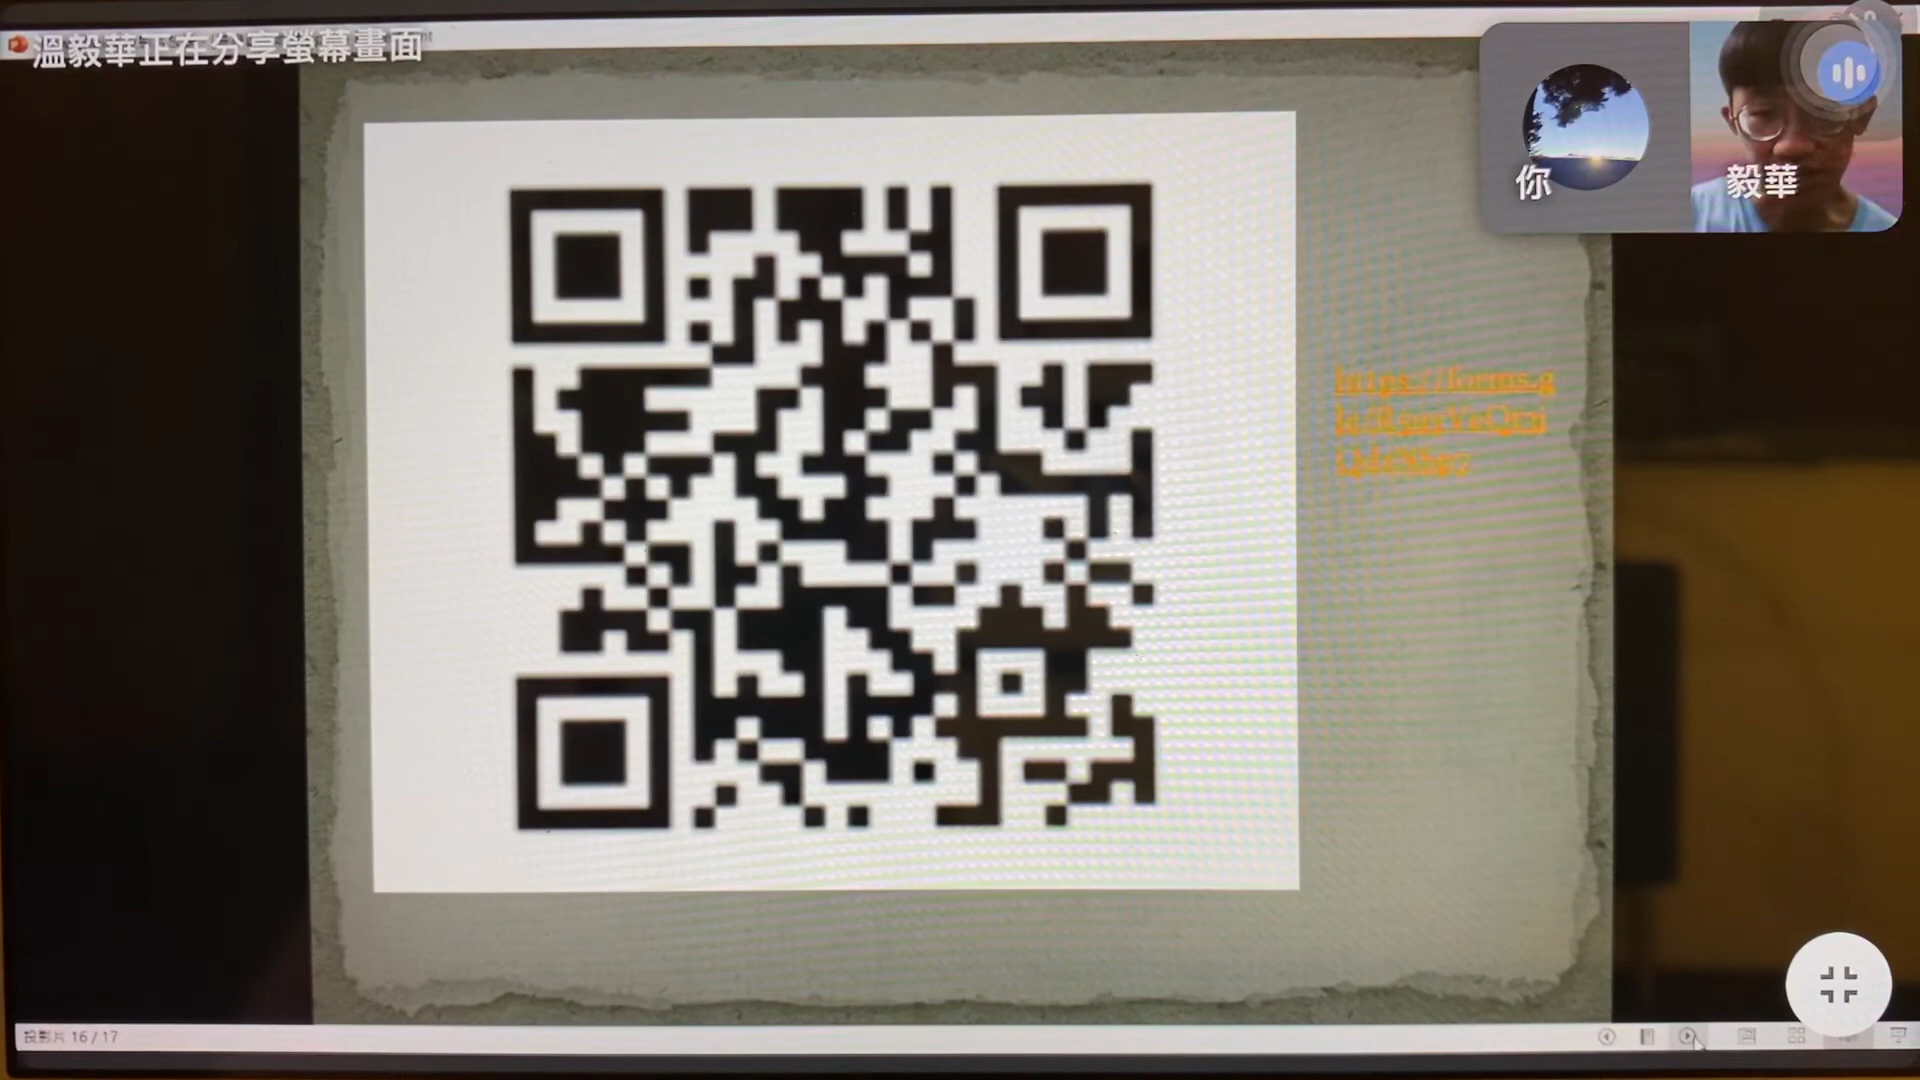 溫毅華正在分享螢幕畫面
你
毅華
https://forms.g
投影片 16 / 17